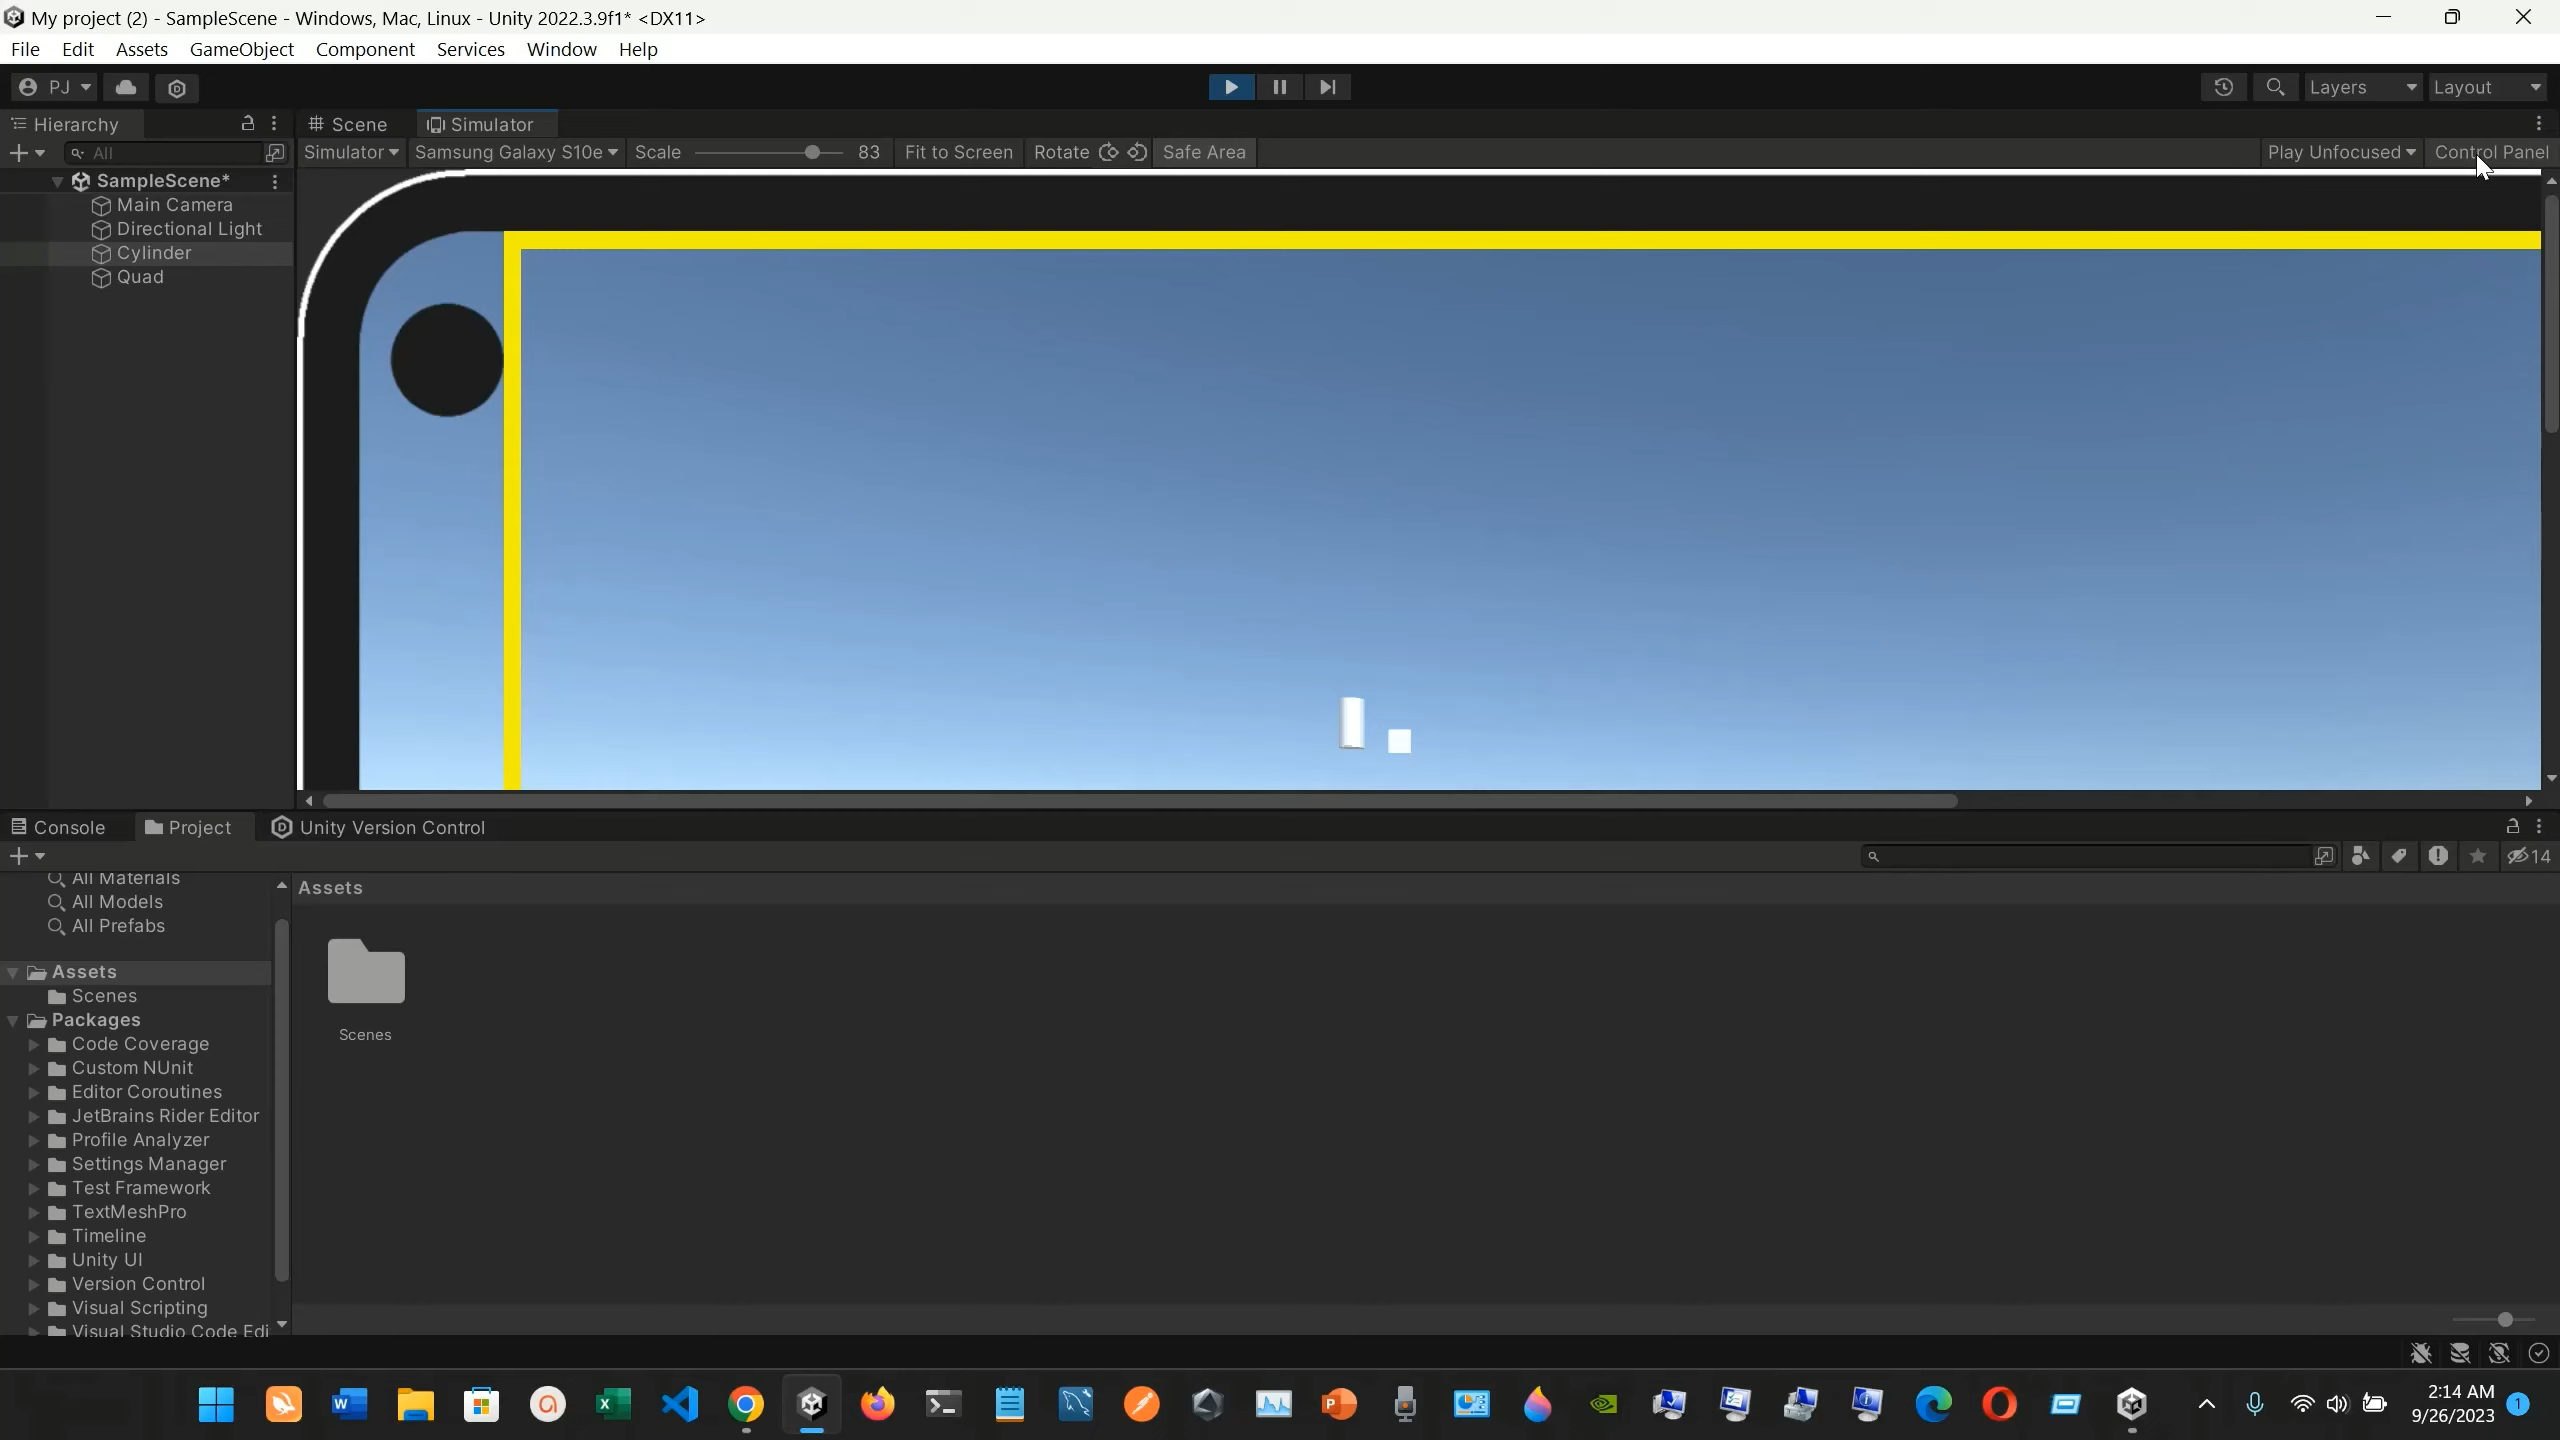 My project (2) - SampleScene - Windows, Mac, Linux - Unity 2022.3.9f1* <DX11>
File Edit Assets GameObject Component Services Window Help
PJ Layers Layout
Hierarchy Scene Simulator
All Simulator Samsung Galaxy S10e Scale 83 Fit to Screen Rotate Safe Area Play Unfocused Control Panel
SampleScene*
Main Camera
Directional Light
Cylinder
Quad
Console Project Unity Version Control
14
All Materials
All Models
All Prefabs
Assets
Scenes
Packages
Code Coverage
Custom NUnit
Editor Coroutines
JetBrains Rider Editor
Profile Analyzer
Settings Manager
Test Framework
TextMeshPro
Timeline
Unity UI
Version Control
Visual Scripting
Visual Studio Code Edi
Assets
Scenes
2:14 AM
9/26/2023
1